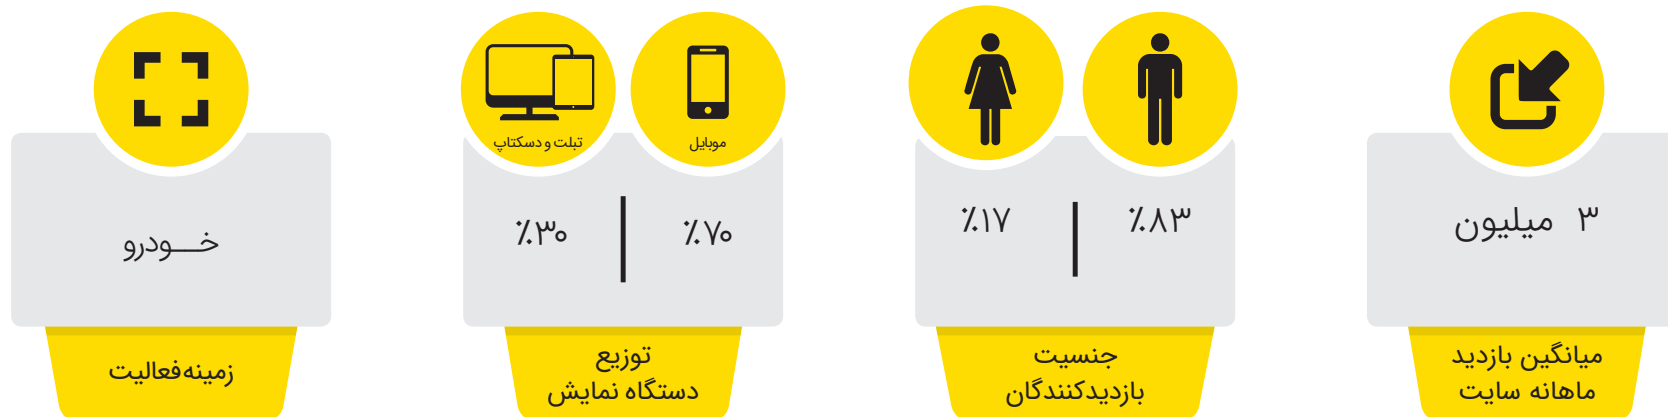 ۳ میلیون
میانگین بازدید
ماهانه سایت
٪۸۳
٪۱۷
جنسیت
بازدیدکنندگان
موبایل
تبلت و دسکتاپ
٪۷۰
٪۳۰
توزیع
دستگاه نمایش
خــودرو
زمینه‌فعالیت